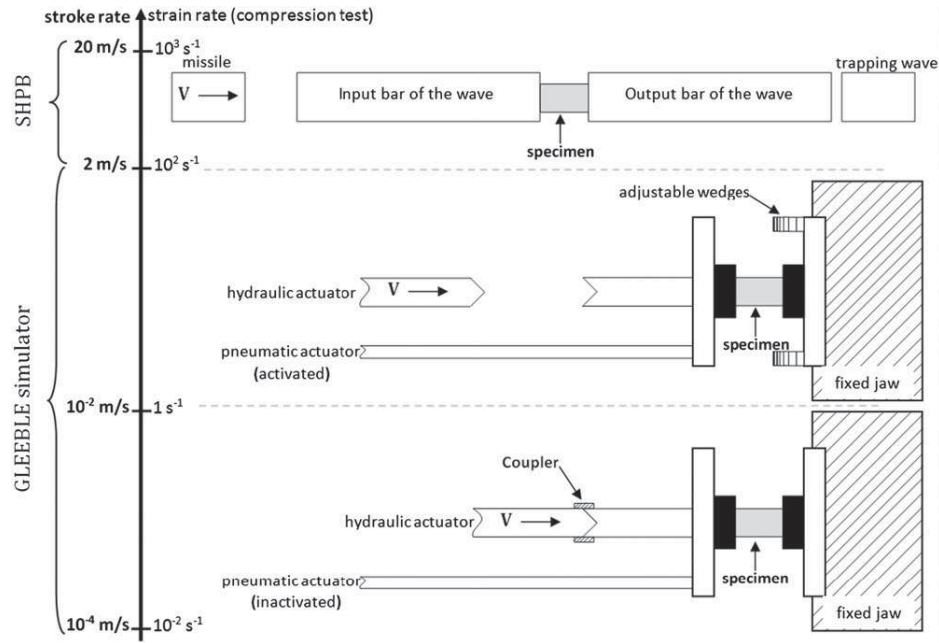 stroke rate
strain rate (compression test)
20 m/s
10³ s⁻¹
SHPB
missile
V
Input bar of the wave
Output bar of the wave
trapping wave
specimen
2 m/s
10² s⁻¹
GLEEBLE simulator
adjustable wedges
hydraulic actuator
V
specimen
pneumatic actuator
(activated)
fixed jaw
10⁻² m/s
1 s⁻¹
Coupler
hydraulic actuator
V
specimen
pneumatic actuator
(inactivated)
fixed jaw
10⁻⁴ m/s
10⁻² s⁻¹